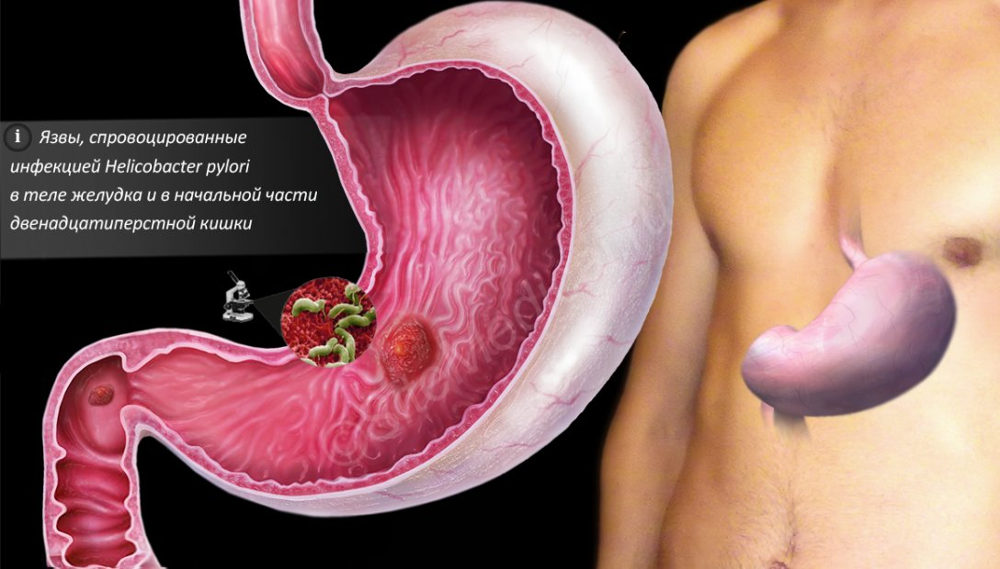 i Язвы, спровоцированные
инфекцией Helicobacter pylori
в теле желудка и в начальной части
двенадцатиперстной кишки